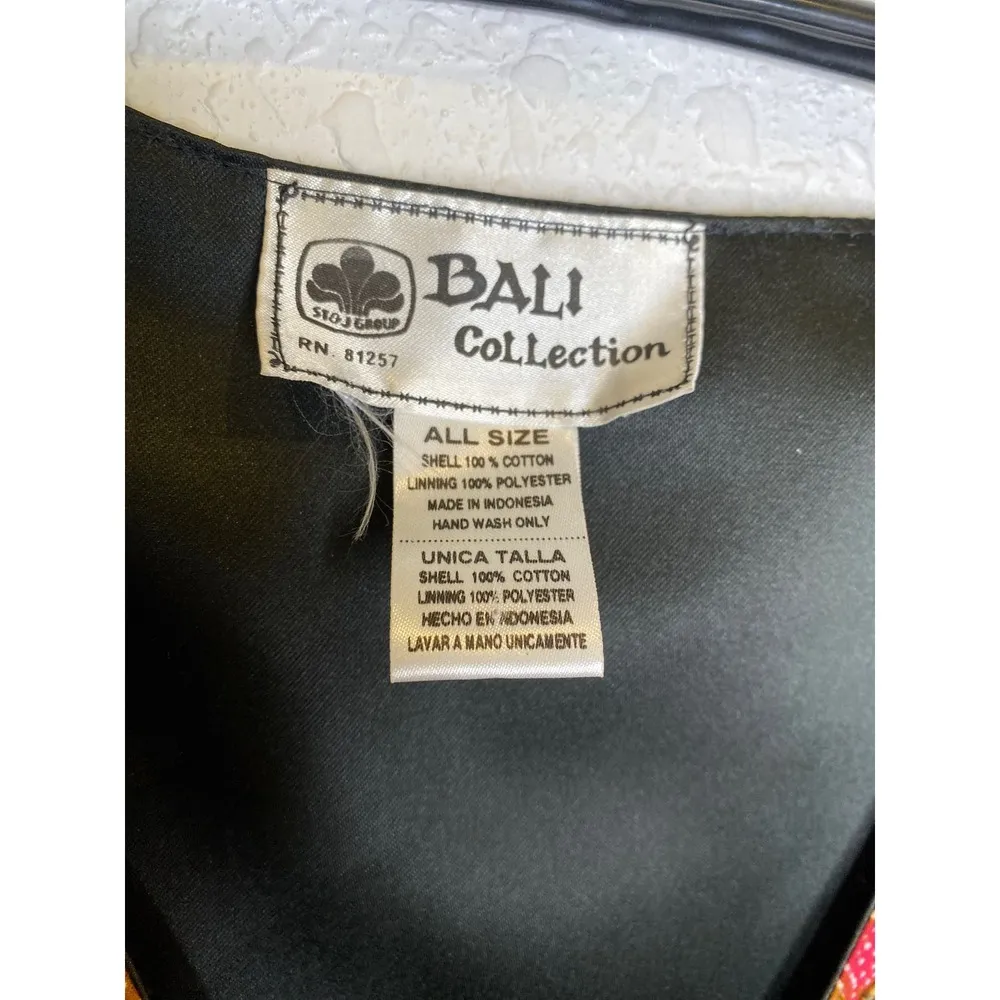 ST&J GROUP
RN. 81257
BALI
Collection
ALL SIZE
SHELL 100 % COTTON
LINNING 100% POLYESTER
MADE IN INDONESIA
HAND WASH ONLY
UNICA TALLA
SHELL 100% COTTON
LINNING 100% POLYESTER
HECHO EN INDONESIA
LAVAR A MANO UNICAMENTE